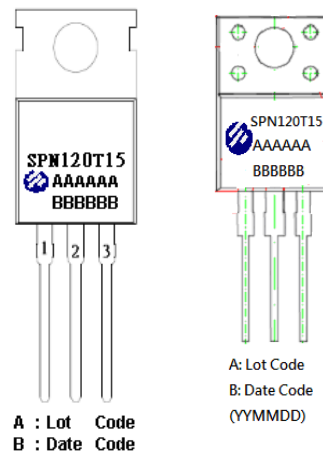 SPN120T15
AAAAAA
BBBBBB
1 2 3
A : Lot Code
B : Date Code
SPN120T15
AAAAAA
BBBBBB
A: Lot Code
B: Date Code
(YYMMDD)